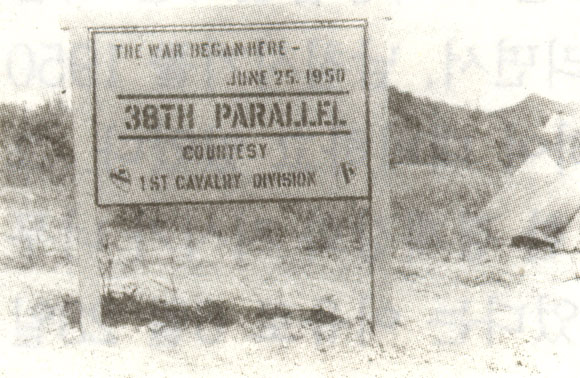 THE WAR BEGAN HERE -
JUNE 25. 1950
38TH PARALLEL
COURTESY
1ST CAVALRY DIVISION